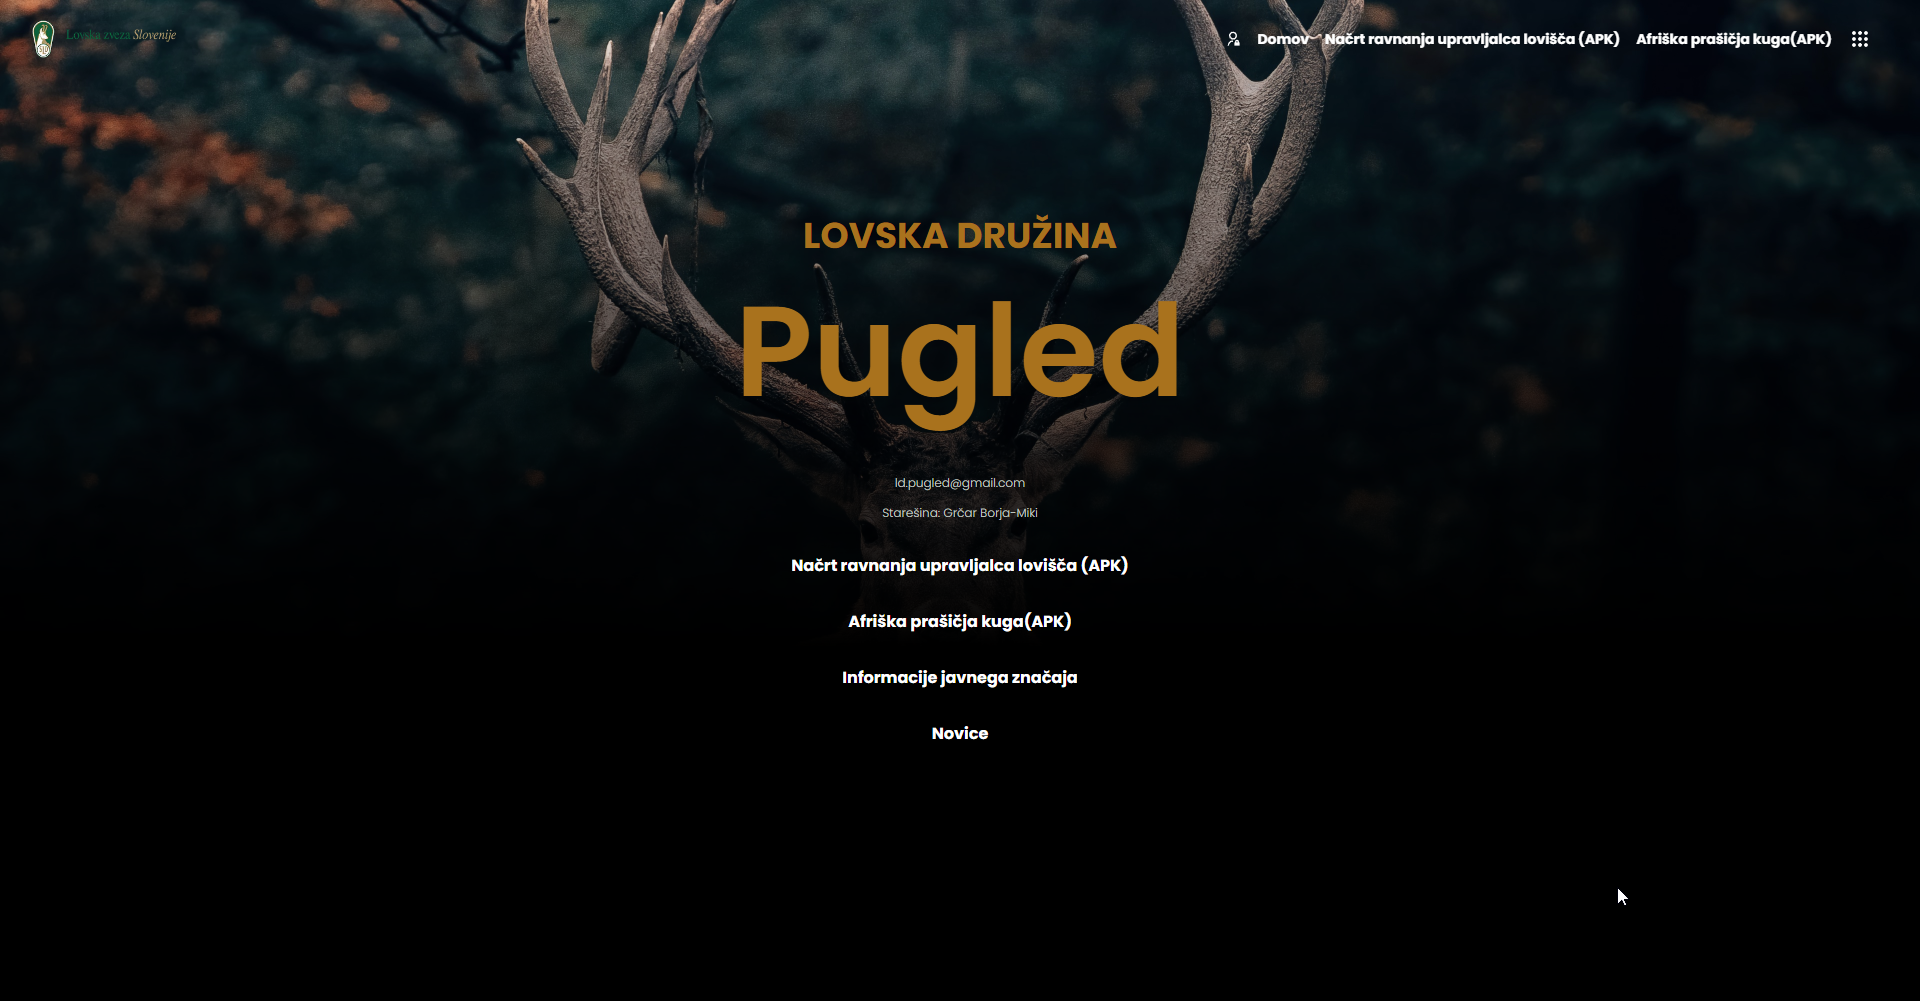 Lovska zveza Slovenije
Domov
Načrt ravnanja upravljalca lovišča (APK)
Afriška prašičja kuga(APK)
LOVSKA DRUŽINA
Pugled
ld.pugled@gmail.com
Starešina: Grčar Borja-Miki
Načrt ravnanja upravljalca lovišča (APK)
Afriška prašičja kuga(APK)
Informacije javnega značaja
Novice